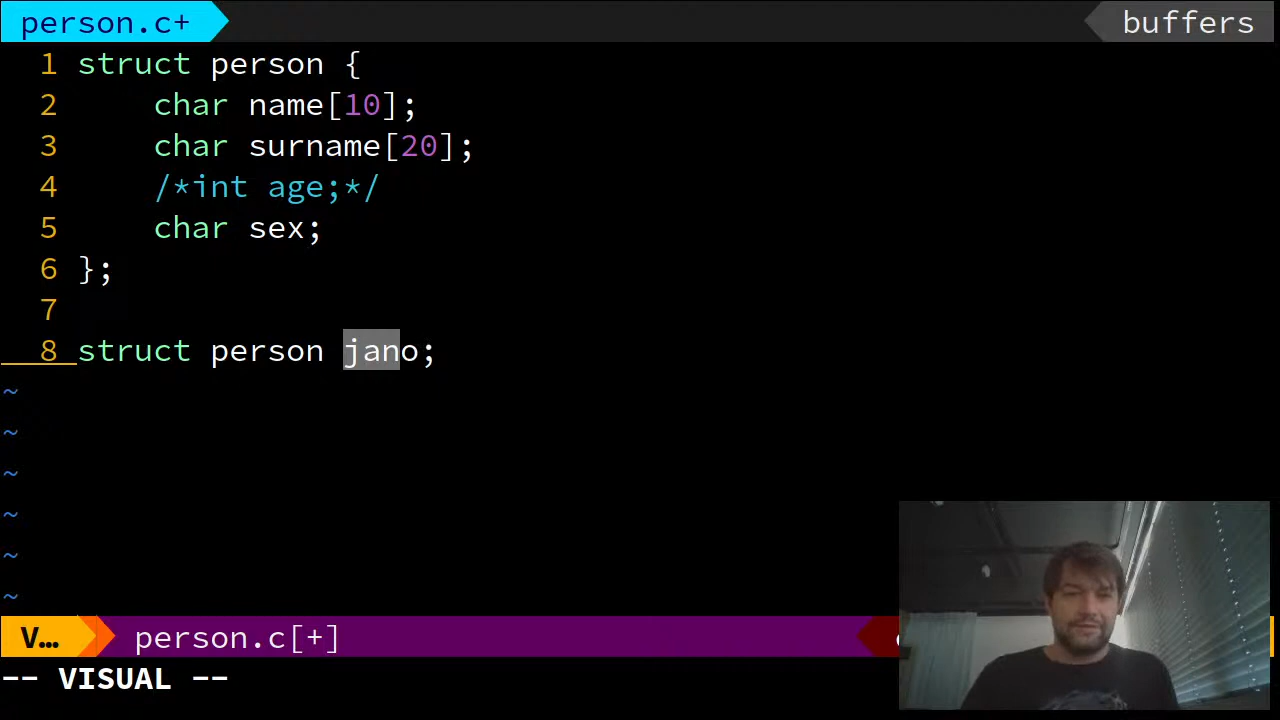 person.c+ buffers
1 struct person {
2 char name[10];
3 char surname[20];
4 /*int age;*/
5 char sex;
6 };
7
8 struct person jano;
~
~
~
~
~
~
V… person.c[+]
-- VISUAL --